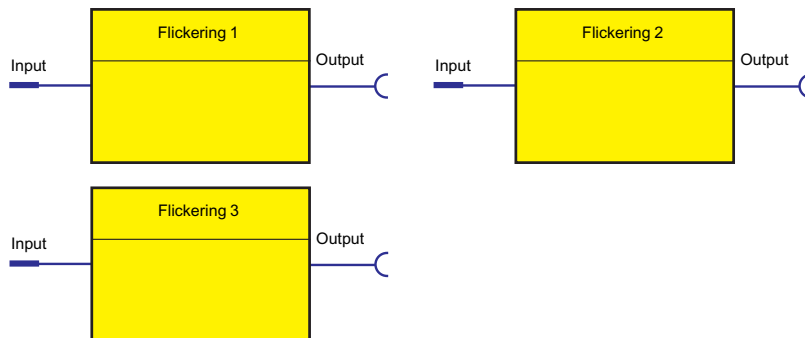 Flickering 1
Input
Output
Flickering 2
Input
Output
Flickering 3
Input
Output